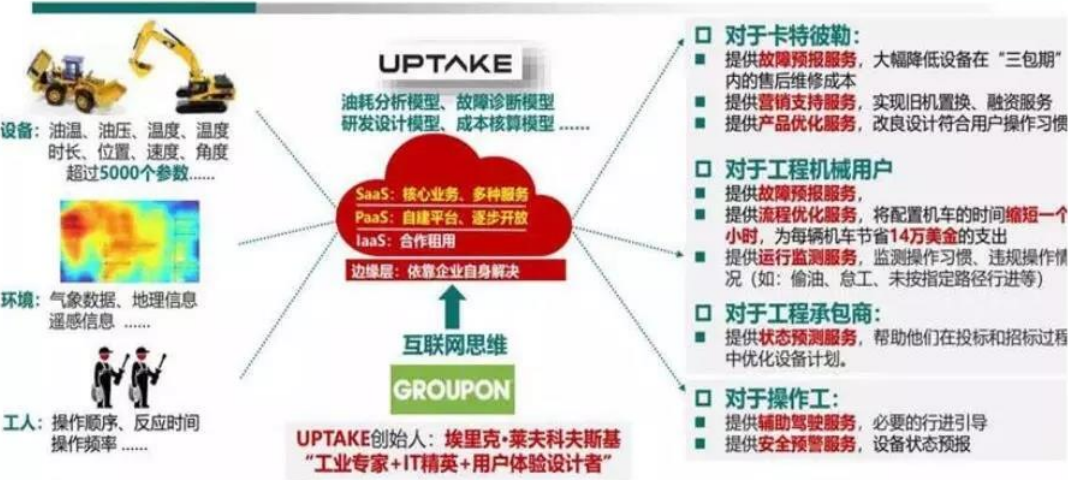 设备：油温、油压、温度、温度
时长、位置、速度、角度
超过5000个参数......
环境：气象数据、地理信息
遥感信息 ......
工人：操作顺序、反应时间
操作频率 ......
UPTAKE
油耗分析模型、故障诊断模型
研发设计模型、成本核算模型 ......
SaaS：核心业务、多种服务
PaaS：自建平台、逐步开放
IaaS：合作租用
边缘层：依靠企业自身解决
互联网思维
GROUPON
UPTAKE创始人：埃里克·莱夫科夫斯基
“工业专家+IT精英+用户体验设计者”
对于卡特彼勒：
提供故障预报服务，大幅降低设备在“三包期”
内的售后维修成本
提供营销支持服务，实现旧机置换、融资服务
提供产品优化服务，改良设计符合用户操作习惯
对于工程机械用户
提供故障预报服务，
提供流程优化服务，将配置机车的时间缩短一个
小时，为每辆机车节省14万美金的支出
提供运行监测服务，监测操作习惯、违规操作情
况（如：偷油、怠工、未按指定路径行进等）
对于工程承包商：
提供状态预测服务，帮助他们在投标和招标过程
中优化设备计划。
对于操作工：
提供辅助驾驶服务，必要的行进引导
提供安全预警服务，设备状态预报